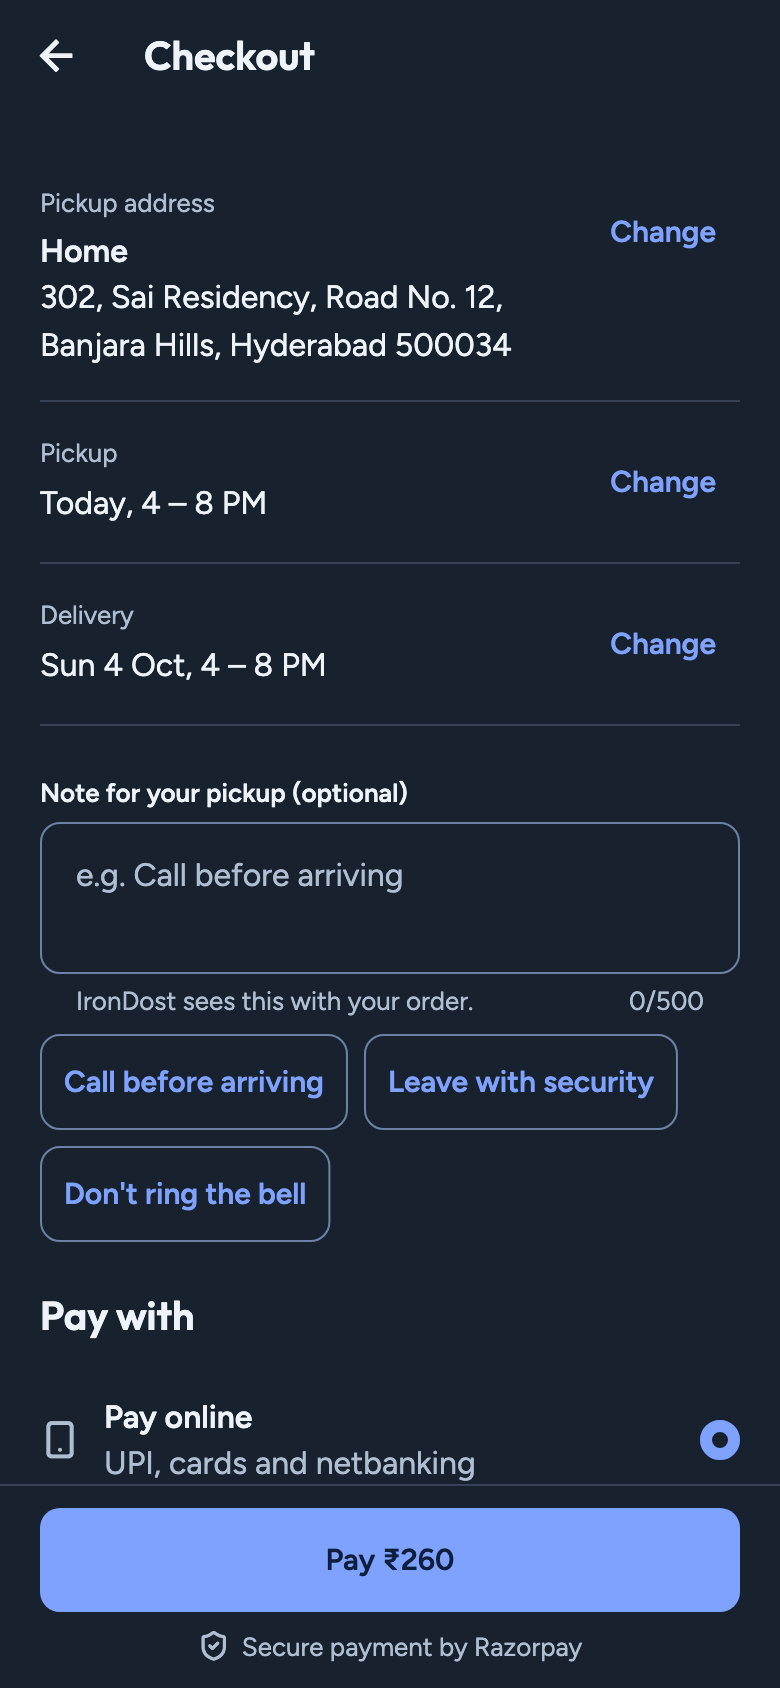 Checkout
Pickup address
Change
Home
302, Sai Residency, Road No. 12,
Banjara Hills, Hyderabad 500034
Pickup
Change
Today, 4 – 8 PM
Delivery
Change
Sun 4 Oct, 4 – 8 PM
Note for your pickup (optional)
e.g. Call before arriving
IronDost sees this with your order.
0/500
Call before arriving
Leave with security
Don't ring the bell
Pay with
Pay online
UPI, cards and netbanking
Pay ₹260
Secure payment by Razorpay